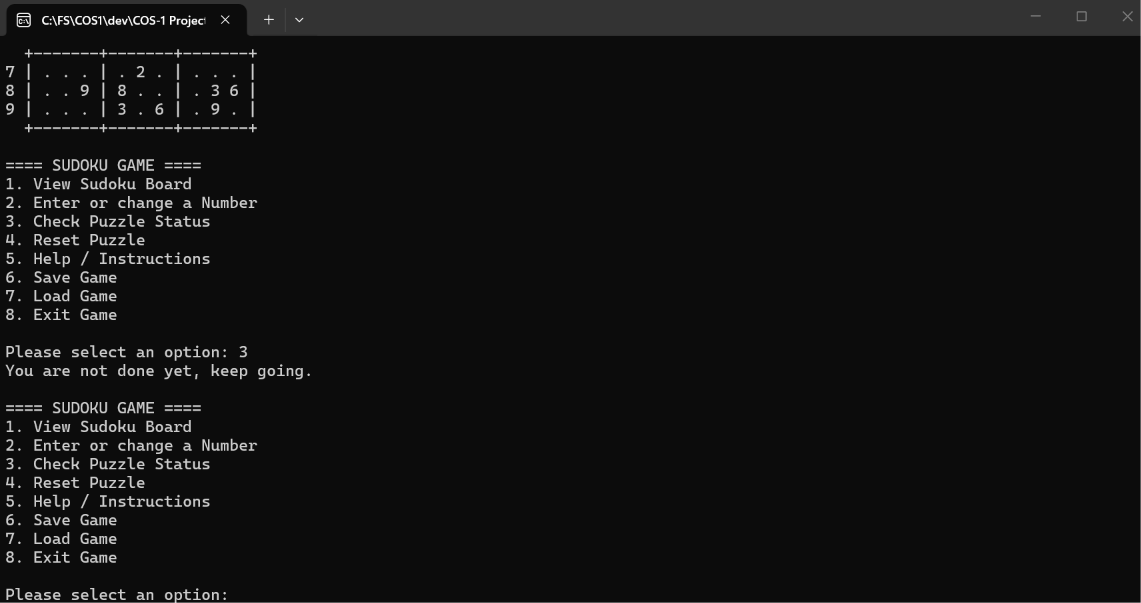 C:\FS\COS1\dev\COS-1 Projec
+-------+-------+-------+
7 | . . . | . 2 . | . . . |
8 | . . 9 | 8 . . | . 3 6 |
9 | . . . | 3 . 6 | . 9 . |
+-------+-------+-------+
==== SUDOKU GAME ====
1. View Sudoku Board
2. Enter or change a Number
3. Check Puzzle Status
4. Reset Puzzle
5. Help / Instructions
6. Save Game
7. Load Game
8. Exit Game
Please select an option: 3
You are not done yet, keep going.
==== SUDOKU GAME ====
1. View Sudoku Board
2. Enter or change a Number
3. Check Puzzle Status
4. Reset Puzzle
5. Help / Instructions
6. Save Game
7. Load Game
8. Exit Game
Please select an option: